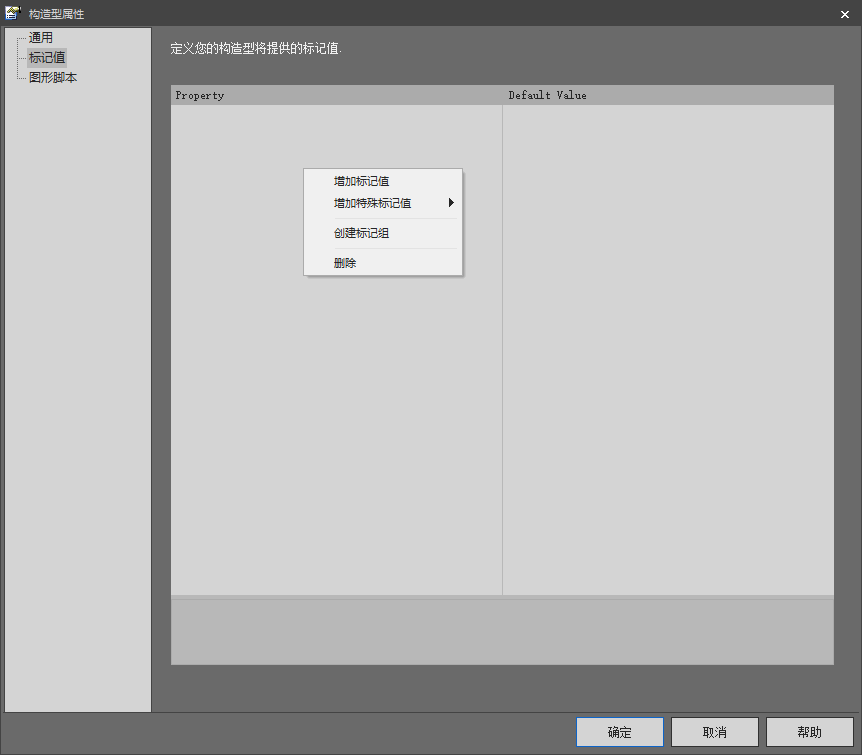 构造型属性
通用
标记值
图形脚本
定义您的构造型将提供的标记值.
Property Default Value
增加标记值
增加特殊标记值
创建标记组
删除
确定 取消 帮助